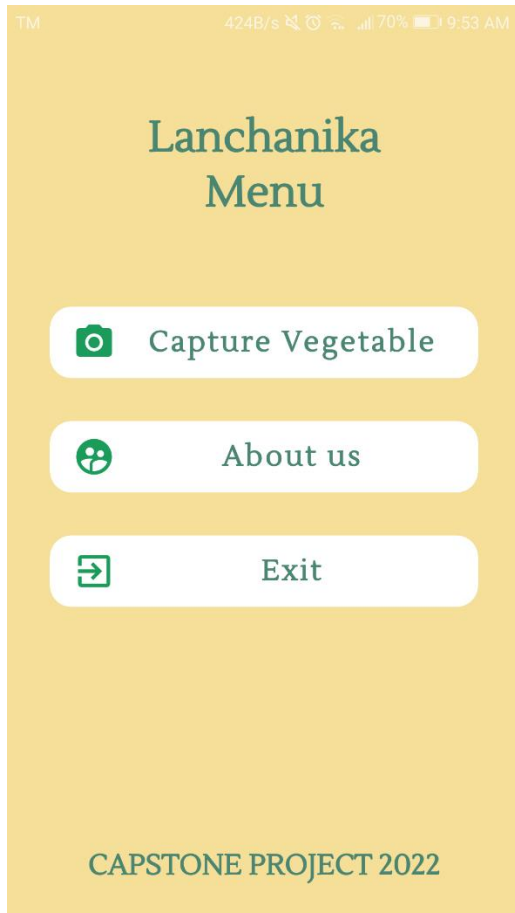 TM 424B/s 70% 9:53 AM
Lanchanika
Menu
Capture Vegetable
About us
Exit
CAPSTONE PROJECT 2022